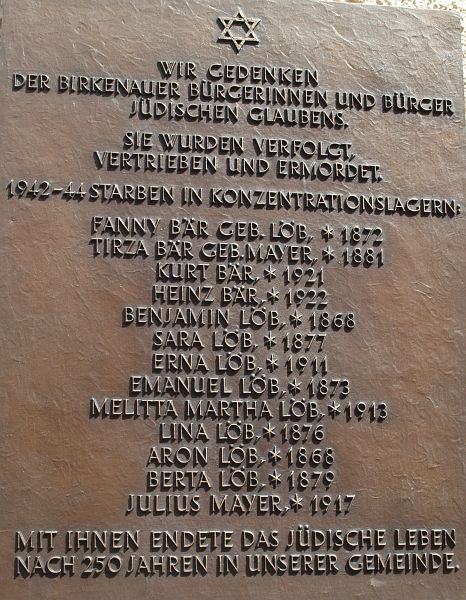 WIR GEDENKEN
DER BIRKENAUER BÜRGERINNEN UND BÜRGER
JÜDISCHEN GLAUBENS.
SIE WURDEN VERFOLGT,
VERTRIEBEN UND ERMORDET.
1942-44 STARBEN IN KONZENTRATIONSLAGERN:
FANNY BÄR GEB. LÖB, * 1872
TIRZA BÄR GEB. MAYER, * 1881
KURT BÄR, * 1921
HEINZ BÄR, * 1922
BENJAMIN LÖB, * 1868
SARA LÖB, * 1877
ERNA LÖB, * 1911
EMANUEL LÖB, * 1873
MELITTA MARTHA LÖB, * 1913
LINA LÖB, * 1876
ARON LÖB, * 1868
BERTA LÖB, * 1879
JULIUS MAYER, * 1917
MIT IHNEN ENDETE DAS JÜDISCHE LEBEN
NACH 250 JAHREN IN UNSERER GEMEINDE.